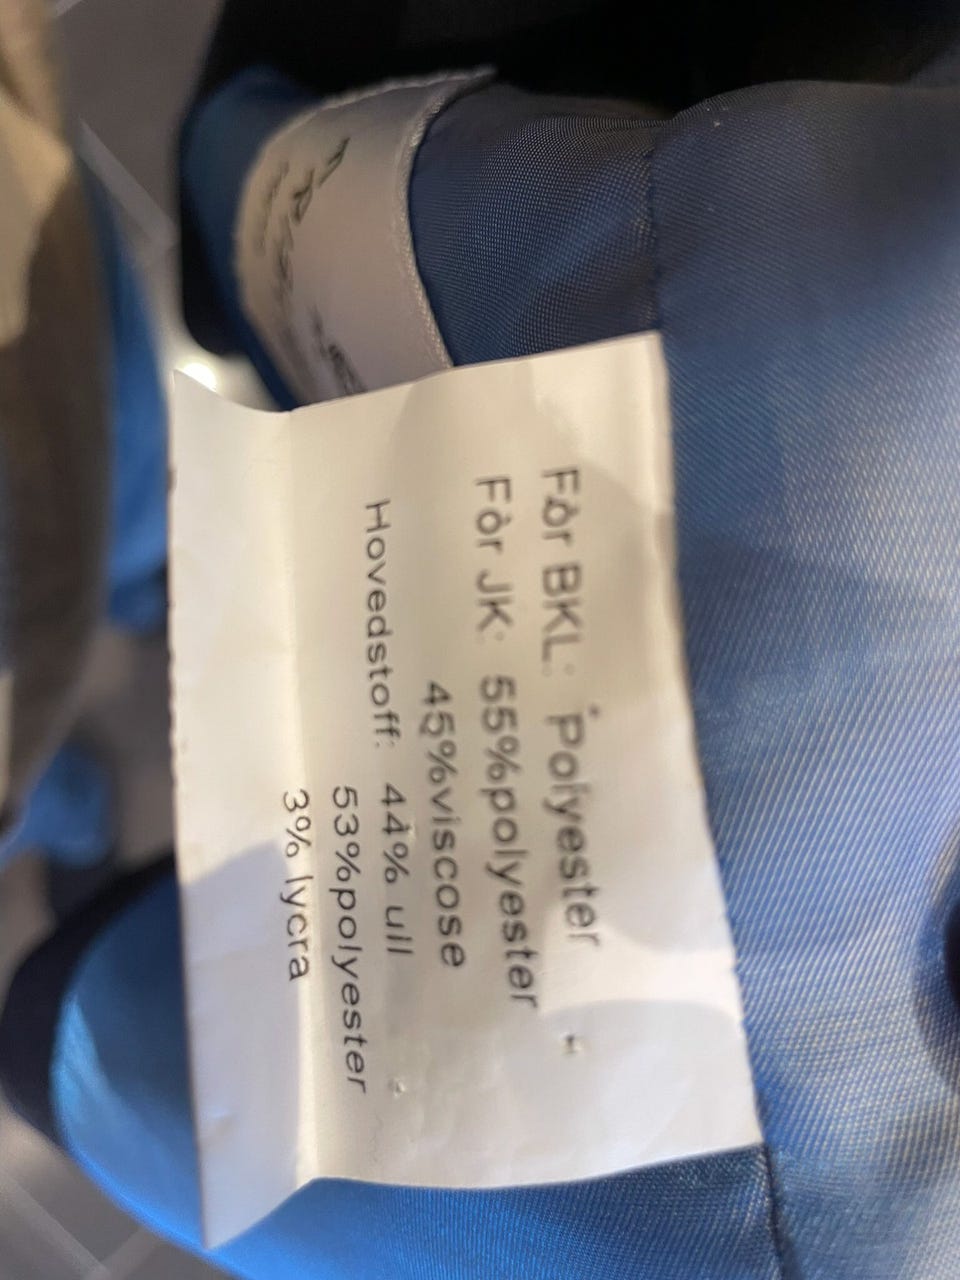 Fòr BKL: Polyester
Fòr JK: 55%polyester
45%viscose
Hovedstoff: 44% ull
53%polyester
3% lycra